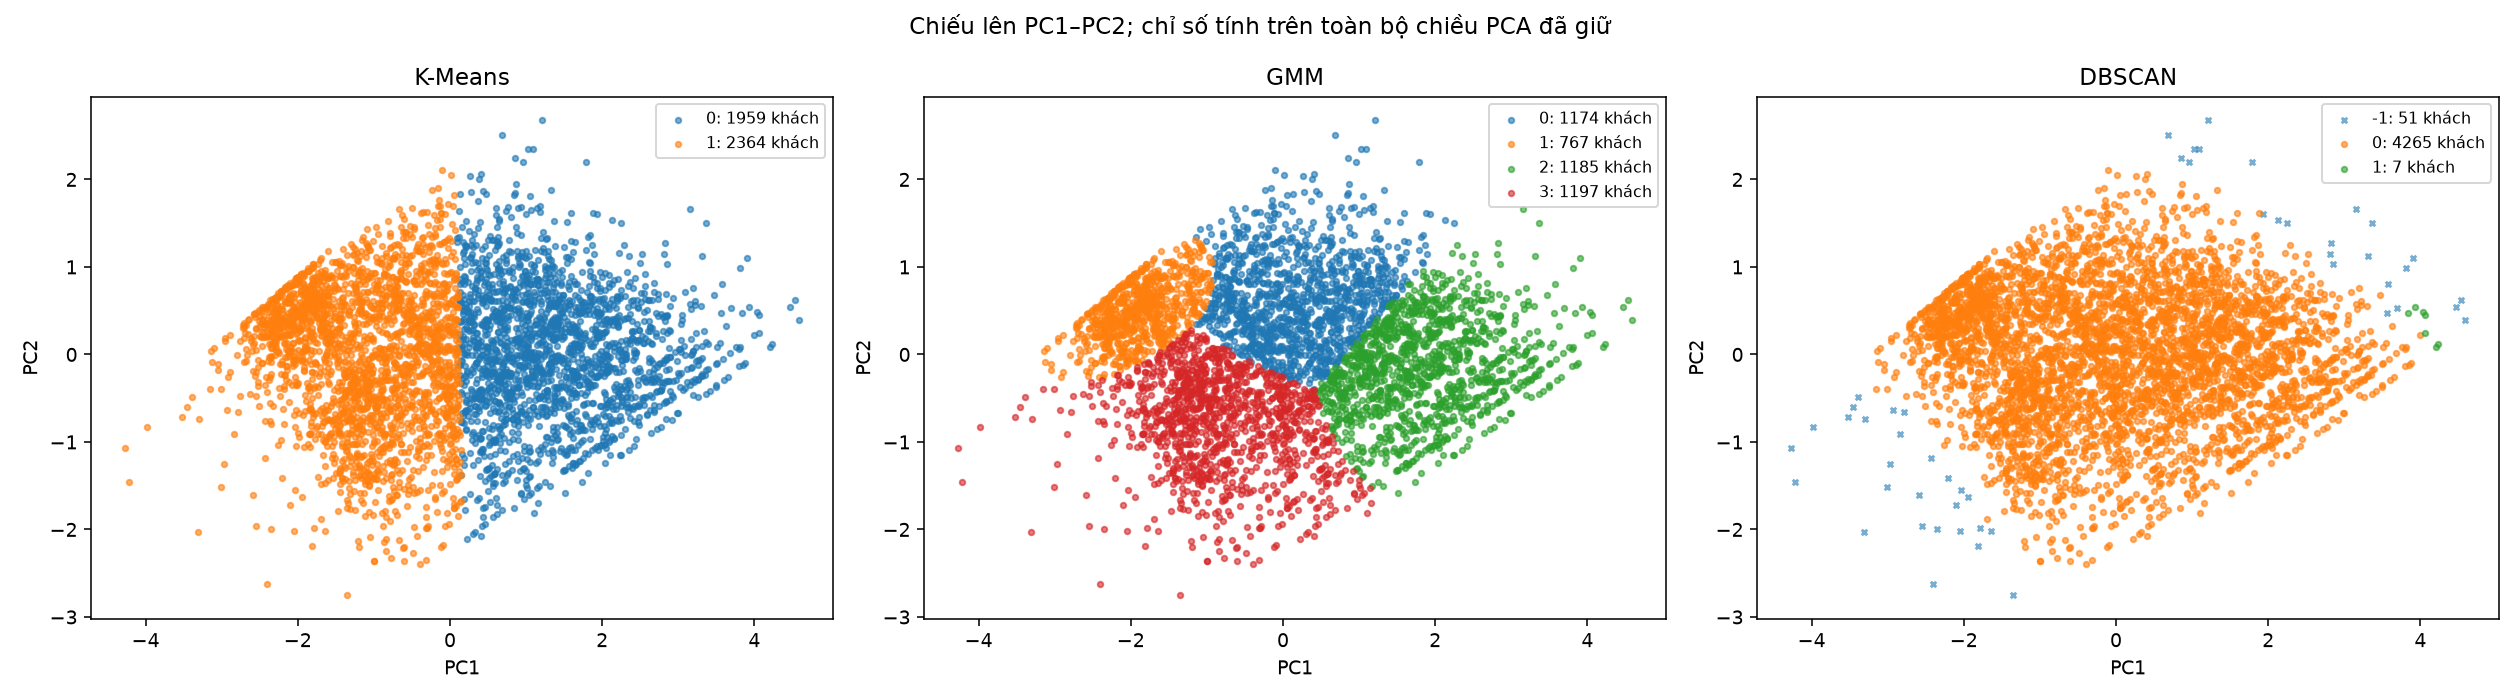 Chiếu lên PC1–PC2; chỉ số tính trên toàn bộ chiều PCA đã giữ
K-Means
0: 1959 khách
1: 2364 khách
2
1
0
−1
−2
−3
PC2
−4
−2
0
2
4
PC1
GMM
0: 1174 khách
1: 767 khách
2: 1185 khách
3: 1197 khách
2
1
0
−1
−2
−3
PC2
−4
−2
0
2
4
PC1
DBSCAN
-1: 51 khách
0: 4265 khách
1: 7 khách
2
1
0
−1
−2
−3
PC2
−4
−2
0
2
4
PC1